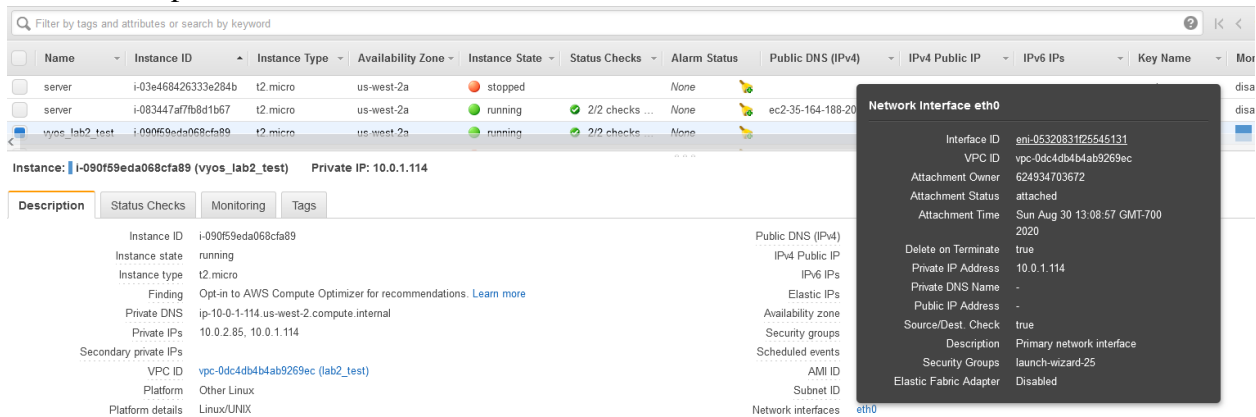 Filter by tags and attributes or search by keyword
Name Instance ID Instance Type Availability Zone Instance State Status Checks Alarm Status Public DNS (IPv4) IPv4 Public IP IPv6 IPs Key Name Mor
server i-03e468426333e284b t2.micro us-west-2a stopped None disa
server i-083447af7fb8d1b67 t2.micro us-west-2a running 2/2 checks ... None ec2-35-164-188-20 disa
vyos_lab2_test i-090f59eda068cfa89 t2.micro us-west-2a running 2/2 checks ... None
Instance: i-090f59eda068cfa89 (vyos_lab2_test) Private IP: 10.0.1.114
Description Status Checks Monitoring Tags
Instance ID i-090f59eda068cfa89 Public DNS (IPv4)
Instance state running IPv4 Public IP
Instance type t2.micro IPv6 IPs
Finding Opt-in to AWS Compute Optimizer for recommendations. Learn more Elastic IPs
Private DNS ip-10-0-1-114.us-west-2.compute.internal Availability zone
Private IPs 10.0.2.85, 10.0.1.114 Security groups
Secondary private IPs Scheduled events
VPC ID vpc-0dc4db4b4ab9269ec (lab2_test) AMI ID
Platform Other Linux Subnet ID
Platform details Linux/UNIX Network interfaces eth0
Network Interface eth0
Interface ID eni-05320831f25545131
VPC ID vpc-0dc4db4b4ab9269ec
Attachment Owner 624934703672
Attachment Status attached
Attachment Time Sun Aug 30 13:08:57 GMT-700
2020
Delete on Terminate true
Private IP Address 10.0.1.114
Private DNS Name -
Public IP Address -
Source/Dest. Check true
Description Primary network interface
Security Groups launch-wizard-25
Elastic Fabric Adapter Disabled